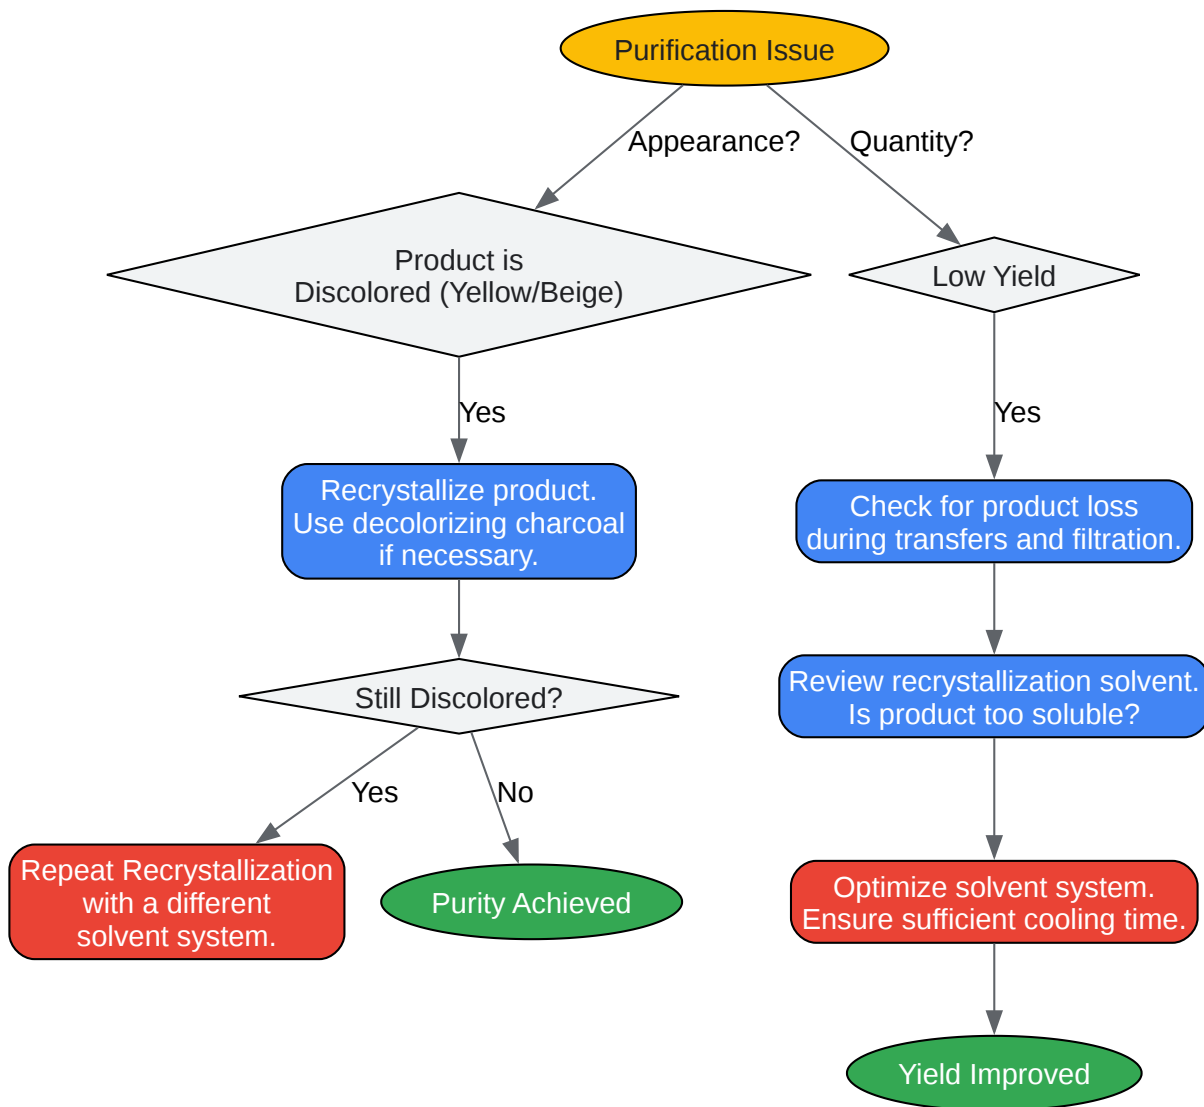 Purification Issue
Appearance?
Quantity?
Product is
Discolored (Yellow/Beige)
Low Yield
Yes
Yes
Recrystallize product.
Use decolorizing charcoal
if necessary.
Check for product loss
during transfers and filtration.
Still Discolored?
Review recrystallization solvent.
Is product too soluble?
Yes
No
Repeat Recrystallization
with a different
solvent system.
Purity Achieved
Optimize solvent system.
Ensure sufficient cooling time.
Yield Improved